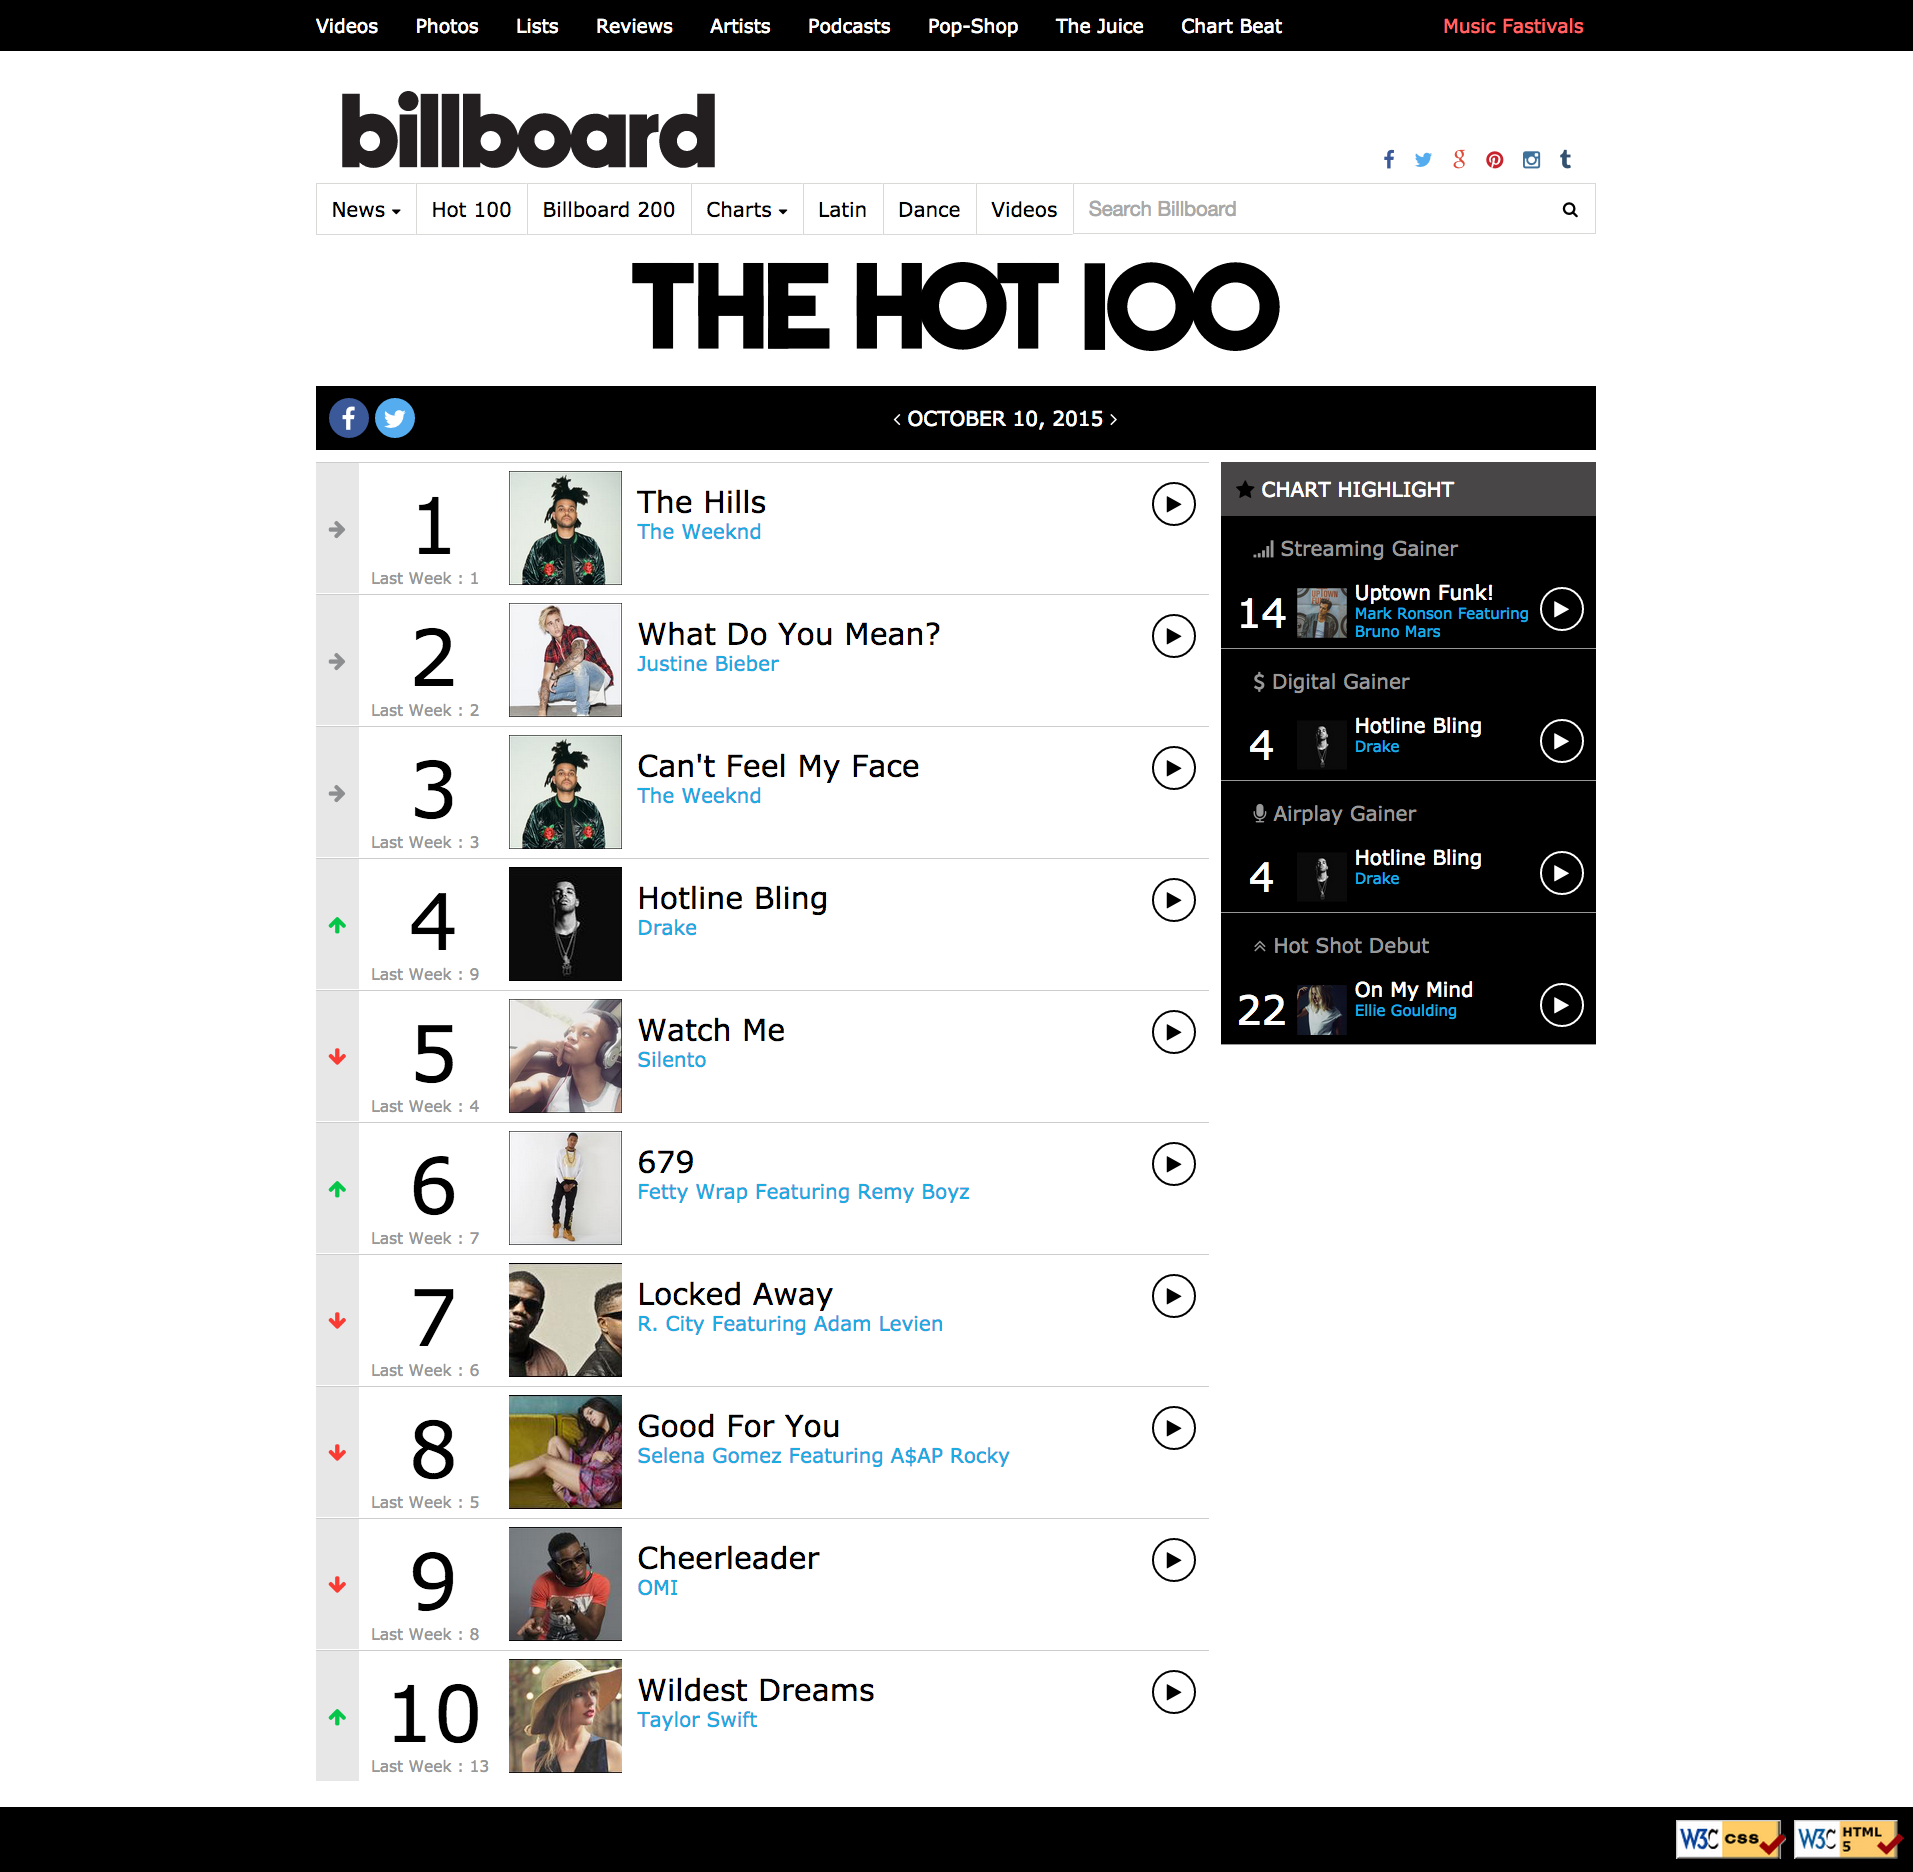 Videos Photos Lists Reviews Artists Podcasts Pop-Shop The Juice Chart Beat Music Fastivals
billboard
News Hot 100 Billboard 200 Charts Latin Dance Videos Search Billboard
THE HOT 100
OCTOBER 10, 2015
1
Last Week : 1
The Hills
The Weeknd
2
Last Week : 2
What Do You Mean?
Justine Bieber
3
Last Week : 3
Can't Feel My Face
The Weeknd
4
Last Week : 9
Hotline Bling
Drake
5
Last Week : 4
Watch Me
Silento
6
Last Week : 7
679
Fetty Wrap Featuring Remy Boyz
7
Last Week : 6
Locked Away
R. City Featuring Adam Levien
8
Last Week : 5
Good For You
Selena Gomez Featuring A$AP Rocky
9
Last Week : 8
Cheerleader
OMI
10
Last Week : 13
Wildest Dreams
Taylor Swift
CHART HIGHLIGHT
Streaming Gainer
14
UPTOWN
Uptown Funk!
Mark Ronson Featuring
Bruno Mars
$ Digital Gainer
4
Hotline Bling
Drake
Airplay Gainer
4
Hotline Bling
Drake
Hot Shot Debut
22
On My Mind
Ellie Goulding
W3C CSS
W3C HTML 5